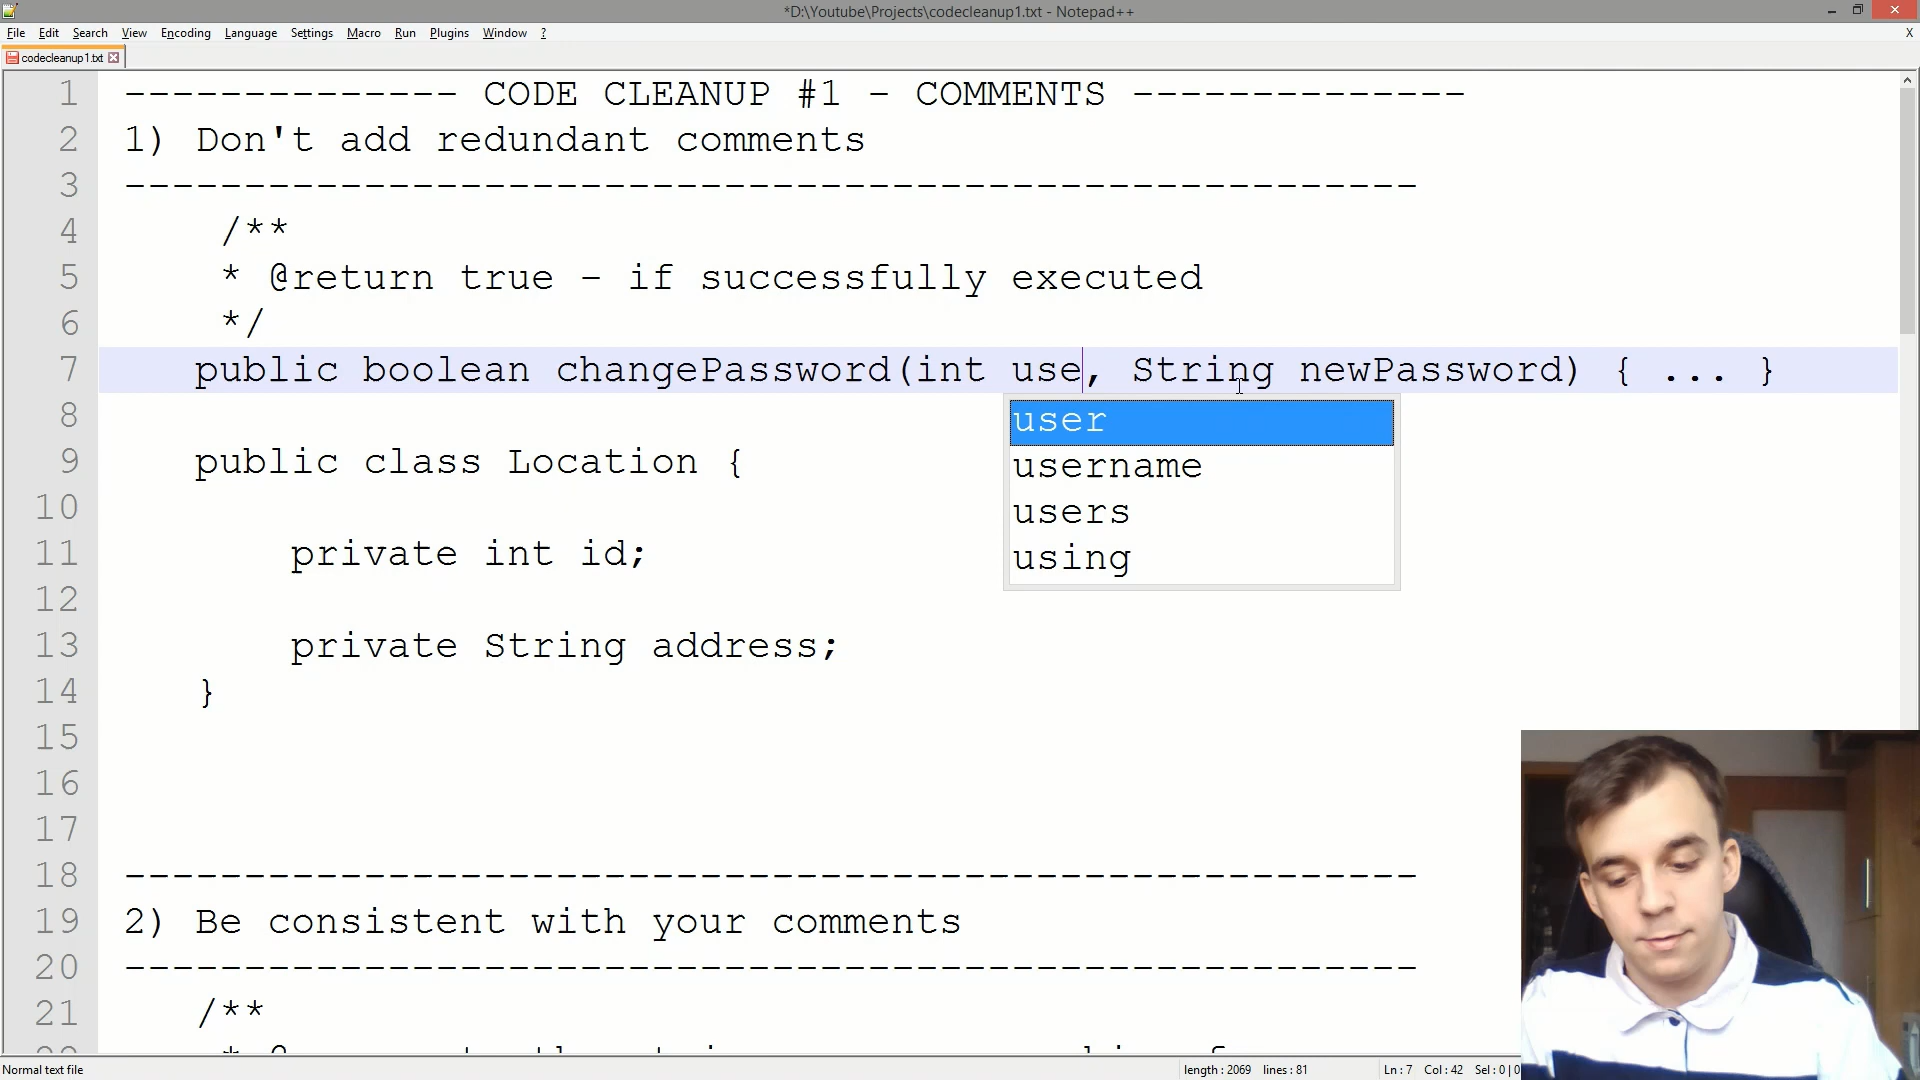 *D:\Youtube\Projects\codecleanup1.txt - Notepad++
File Edit Search View Encoding Language Settings Macro Run Plugins Window ? X
codecleanup1.txt
1 -------------- CODE CLEANUP #1 - COMMENTS --------------
2 1) Don't add redundant comments
3 ------------------------------------------------------
4 /**
5 * @return true - if successfully executed
6 */
7 public boolean changePassword(int use, String newPassword) { ... }
8
user
9 public class Location {
username
10
users
11 private int id;
using
12
13 private String address;
14 }
15
16
17
18 ------------------------------------------------------
19 2) Be consistent with your comments
20 ------------------------------------------------------
21 /**
Normal text file length : 2069 lines : 81 Ln : 7 Col : 42 Sel : 0 | 0